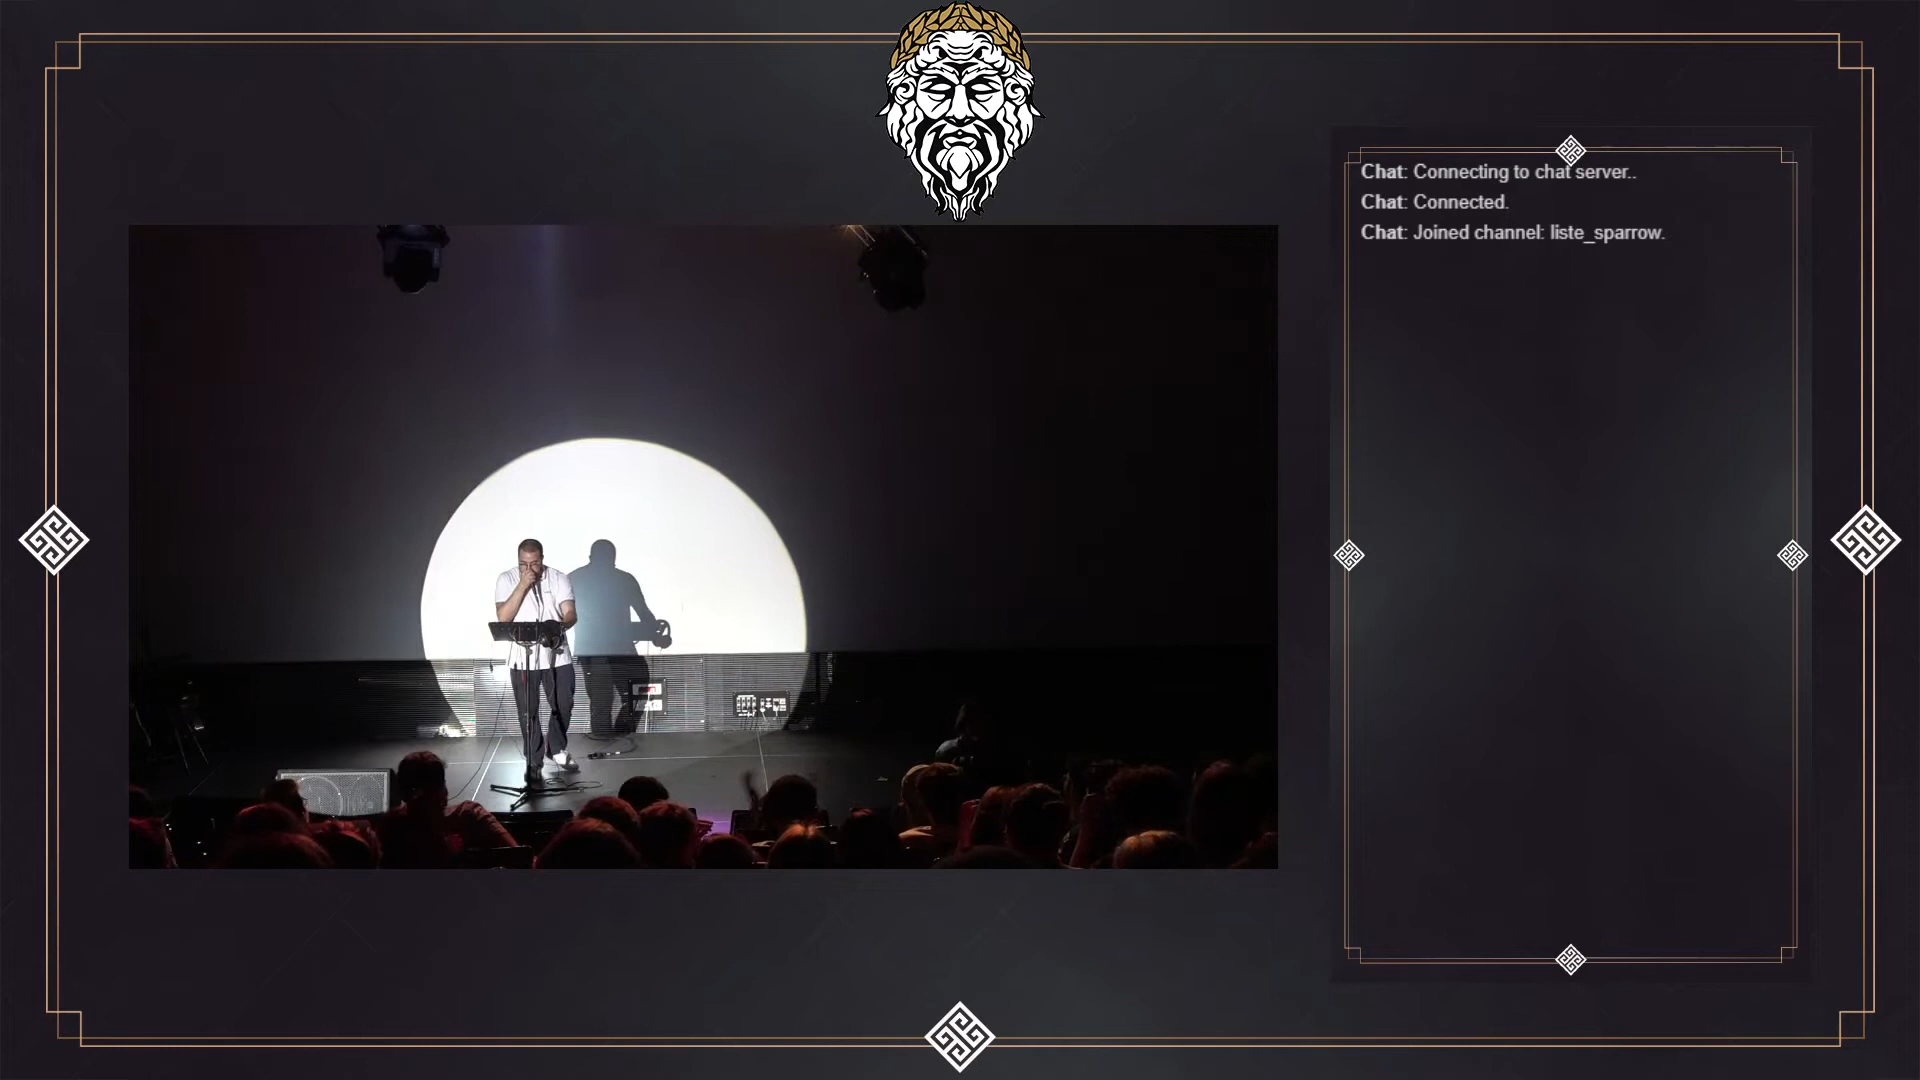 Chat: Connecting to chat server..
Chat: Connected.
Chat: Joined channel: liste_sparrow.